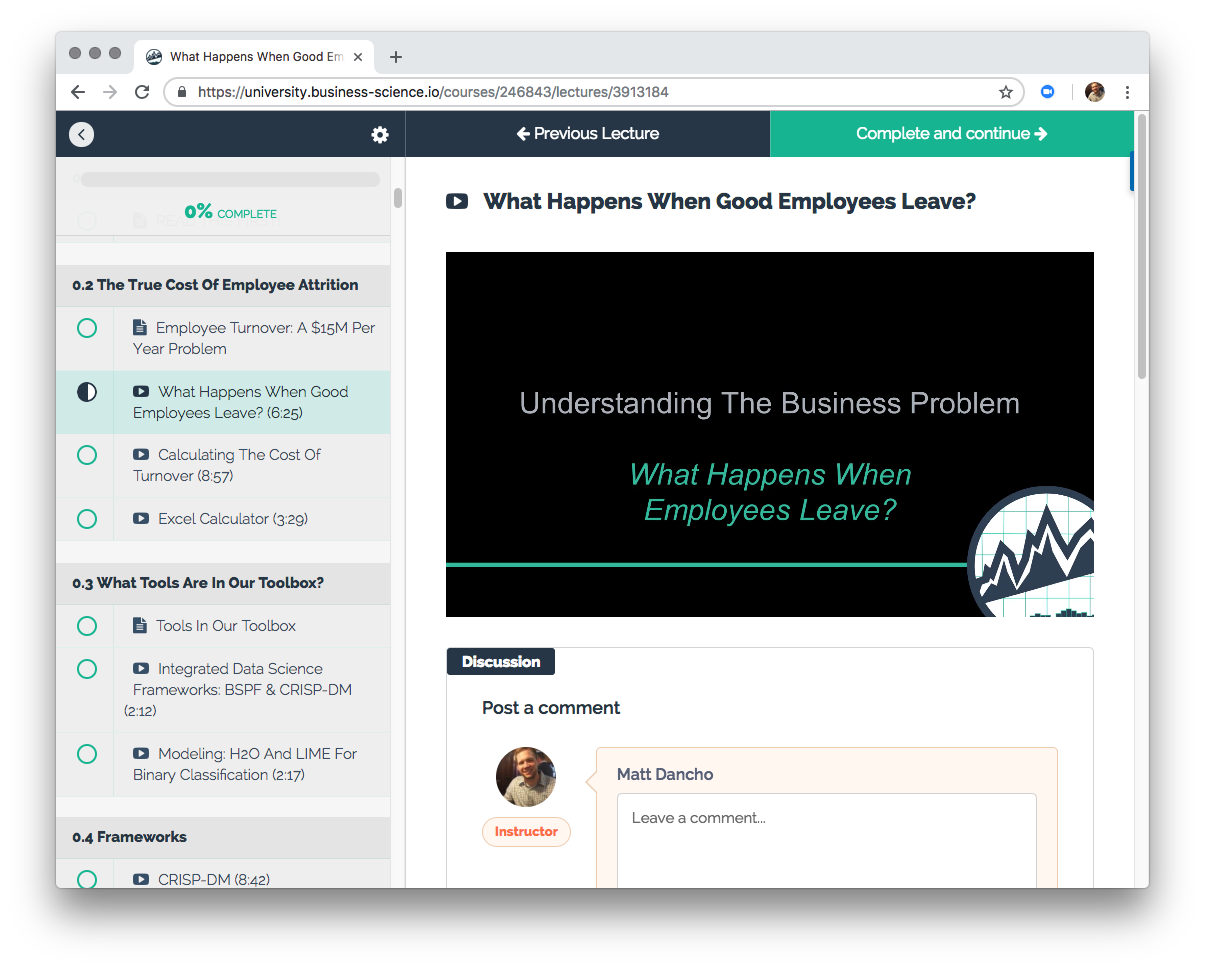 What Happens When Good Em
https://university.business-science.io/courses/246843/lectures/3913184
Previous Lecture
Complete and continue
0% COMPLETE
0.2 The True Cost Of Employee Attrition
Employee Turnover: A $15M Per
Year Problem
What Happens When Good
Employees Leave? (6:25)
Calculating The Cost Of
Turnover (8:57)
Excel Calculator (3:29)
0.3 What Tools Are In Our Toolbox?
Tools In Our Toolbox
Integrated Data Science
Frameworks: BSPF & CRISP-DM
(2:12)
Modeling: H2O And LIME For
Binary Classification (2:17)
0.4 Frameworks
CRISP-DM (8:42)
What Happens When Good Employees Leave?
Understanding The Business Problem
What Happens When
Employees Leave?
Discussion
Post a comment
Matt Dancho
Instructor
Leave a comment...